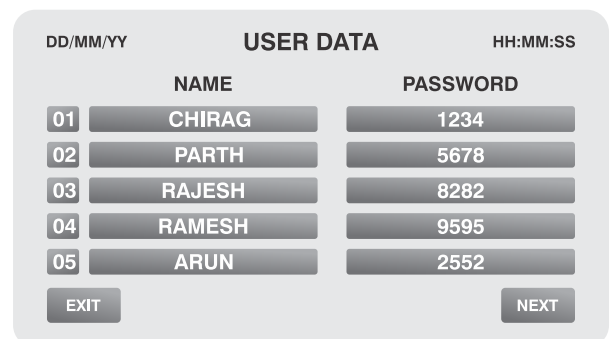 DD/MM/YY USER DATA HH:MM:SS
NAME PASSWORD
01 CHIRAG 1234
02 PARTH 5678
03 RAJESH 8282
04 RAMESH 9595
05 ARUN 2552
EXIT NEXT